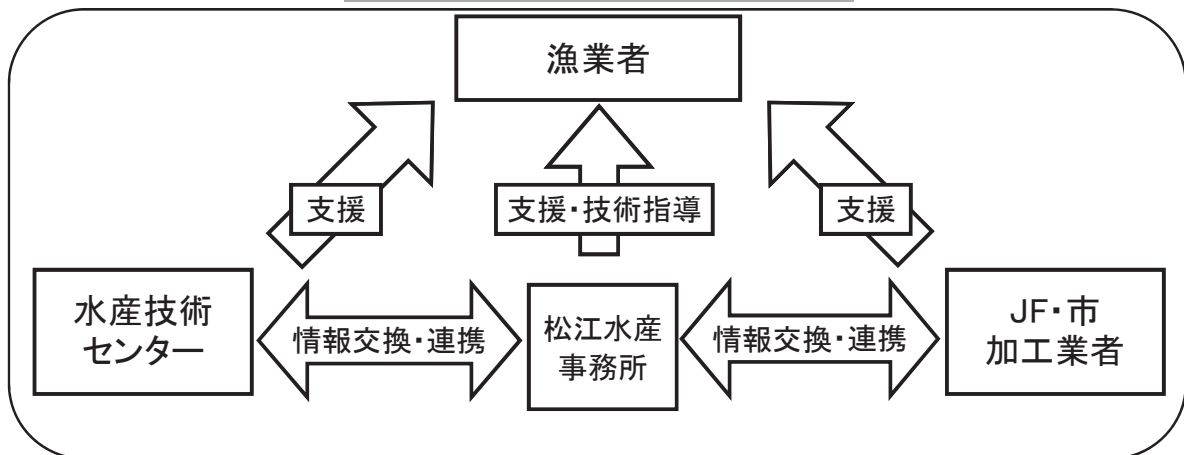 漁業者
支援
支援・技術指導
支援
水産技術
センター
情報交換・連携
松江水産
事務所
情報交換・連携
JF・市
加工業者